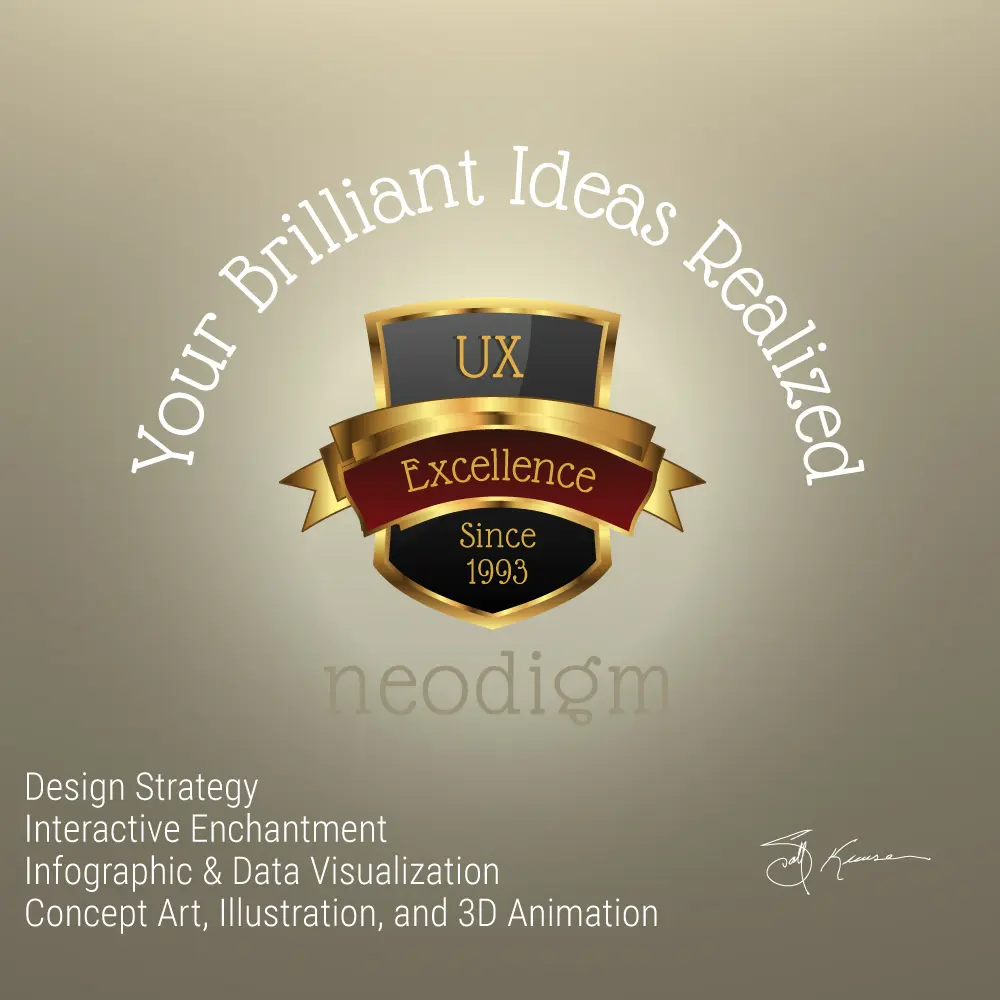 Your Brilliant Ideas Realized
UX
Excellence
Since
1993
neodigm
Design Strategy
Interactive Enchantment
Infographic & Data Visualization
Concept Art, Illustration, and 3D Animation